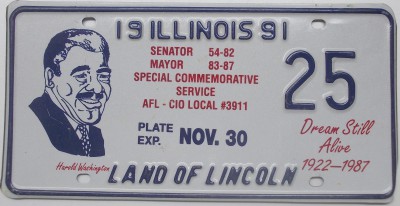 19 ILLINOIS 91
SENATOR 54-82
MAYOR 83-87
SPECIAL COMMEMORATIVE
SERVICE
AFL - CIO LOCAL #3911
25
PLATE
EXP. NOV. 30
Dream Still
Alive
1922-1987
Harold Washington
LAND OF LINCOLN